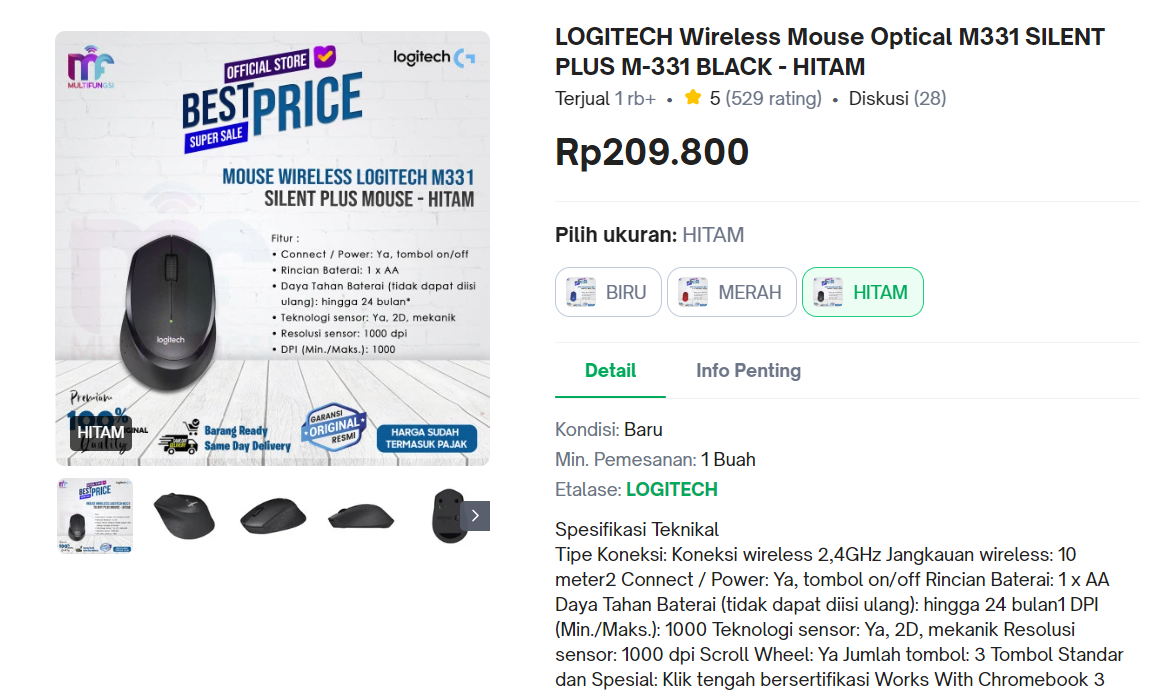 MULTIFUNGSI
OFFICIAL STORE
BEST PRICE
SUPER SALE
logitech
MOUSE WIRELESS LOGITECH M331
SILENT PLUS MOUSE - HITAM
Fitur :
• Connect / Power: Ya, tombol on/off
• Rincian Baterai: 1 x AA
• Daya Tahan Baterai (tidak dapat diisi
ulang): hingga 24 bulan*
• Teknologi sensor: Ya, 2D, mekanik
• Resolusi sensor: 1000 dpi
• DPI (Min./Maks.): 1000
logitech
Premium
100%
Quality
HITAM
Barang Ready
Same Day Delivery
GARANSI
ORIGINAL
RESMI
HARGA SUDAH
TERMASUK PAJAK
LOGITECH Wireless Mouse Optical M331 SILENT
PLUS M-331 BLACK - HITAM
Terjual 1 rb+ • 5 (529 rating) • Diskusi (28)
Rp209.800
Pilih ukuran: HITAM
BIRU
MERAH
HITAM
Detail
Info Penting
Kondisi: Baru
Min. Pemesanan: 1 Buah
Etalase: LOGITECH
Spesifikasi Teknikal
Tipe Koneksi: Koneksi wireless 2,4GHz Jangkauan wireless: 10
meter2 Connect / Power: Ya, tombol on/off Rincian Baterai: 1 x AA
Daya Tahan Baterai (tidak dapat diisi ulang): hingga 24 bulan1 DPI
(Min./Maks.): 1000 Teknologi sensor: Ya, 2D, mekanik Resolusi
sensor: 1000 dpi Scroll Wheel: Ya Jumlah tombol: 3 Tombol Standar
dan Spesial: Klik tengah bersertifikasi Works With Chromebook 3